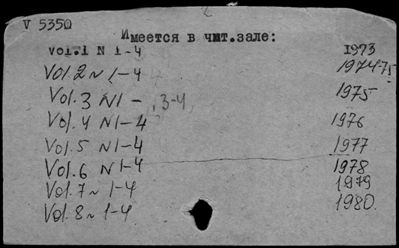 V 5350
Имеется в чит.зале:
Vol.1 N 1-4 1973
Vol.2 N 1-4 1974-75
Vol.3 N1- ,3-4, 1975
Vol.4 N1-4 1976
Vol.5 N1-4 1977
Vol.6 N1-4 1978
Vol.7 N 1-4 1979
Vol.8 N 1-4 1980.